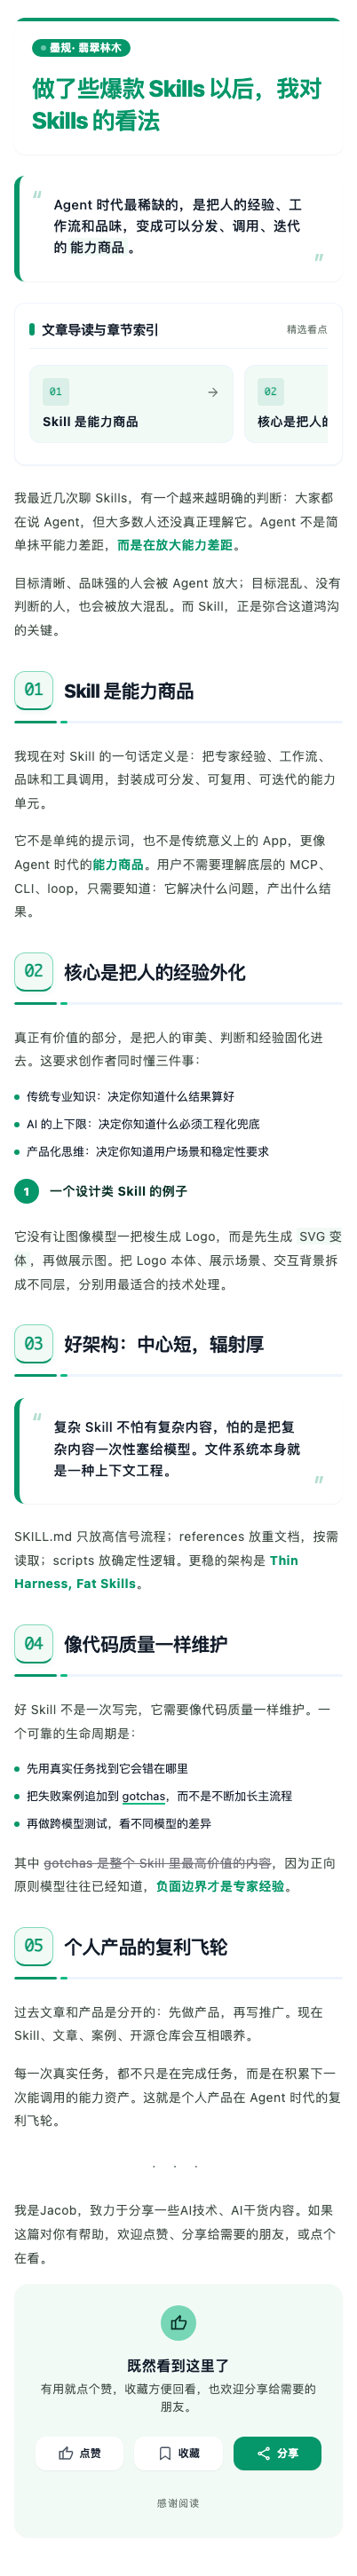 墨规·翡翠林木
做了些爆款 Skills 以后，我对
Skills 的看法
Agent 时代最稀缺的，是把人的经验、工
作流和品味，变成可以分发、调用、迭代
的 能力商品 。
文章导读与章节索引
精选看点
01
Skill 是能力商品
02
核心是把人的
我最近几次聊 Skills，有一个越来越明确的判断：大家都
在说 Agent，但大多数人还没真正理解它。Agent 不是简
单抹平能力差距，而是在放大能力差距。
目标清晰、品味强的人会被 Agent 放大；目标混乱、没有
判断的人，也会被放大混乱。而 Skill，正是弥合这道鸿沟
的关键。
01 Skill 是能力商品
我现在对 Skill 的一句话定义是：把专家经验、工作流、
品味和工具调用，封装成可分发、可复用、可迭代的能力
单元。
它不是单纯的提示词，也不是传统意义上的 App，更像
Agent 时代的能力商品。用户不需要理解底层的 MCP、
CLI、loop，只需要知道：它解决什么问题，产出什么结
果。
02 核心是把人的经验外化
真正有价值的部分，是把人的审美、判断和经验固化进
去。这要求创作者同时懂三件事：
传统专业知识：决定你知道什么结果算好
AI 的上下限：决定你知道什么必须工程化兜底
产品化思维：决定你知道用户场景和稳定性要求
1 一个设计类 Skill 的例子
它没有让图像模型一把梭生成 Logo，而是先生成 SVG 变
体 ，再做展示图。把 Logo 本体、展示场景、交互背景拆
成不同层，分别用最适合的技术处理。
03 好架构：中心短，辐射厚
复杂 Skill 不怕有复杂内容，怕的是把复
杂内容一次性塞给模型。文件系统本身就
是一种上下文工程。
SKILL.md 只放高信号流程；references 放重文档，按需
读取；scripts 放确定性逻辑。更稳的架构是 Thin
Harness, Fat Skills。
04 像代码质量一样维护
好 Skill 不是一次写完，它需要像代码质量一样维护。一
个可靠的生命周期是：
先用真实任务找到它会错在哪里
把失败案例追加到 gotchas，而不是不断加长主流程
再做跨模型测试，看不同模型的差异
其中 gotchas 是整个 Skill 里最高价值的内容，因为正向
原则模型往往已经知道，负面边界才是专家经验。
05 个人产品的复利飞轮
过去文章和产品是分开的：先做产品，再写推广。现在
Skill、文章、案例、开源仓库会互相喂养。
每一次真实任务，都不只是在完成任务，而是在积累下一
次能调用的能力资产。这就是个人产品在 Agent 时代的复
利飞轮。
· · ·
我是Jacob，致力于分享一些AI技术、AI干货内容。如果
这篇对你有帮助，欢迎点赞、分享给需要的朋友，或点个
在看。
既然看到这里了
有用就点个赞，收藏方便回看，也欢迎分享给需要的
朋友。
点赞 收藏 分享
感谢阅读